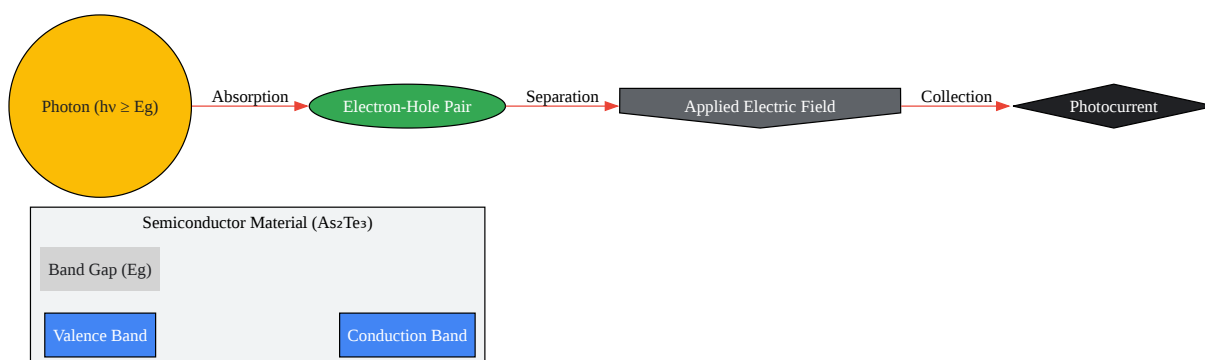 Photon (hν ≥ Eg)
Absorption
Electron-Hole Pair
Separation
Applied Electric Field
Collection
Photocurrent
Semiconductor Material (As₂Te₃)
Band Gap (Eg)
Valence Band
Conduction Band